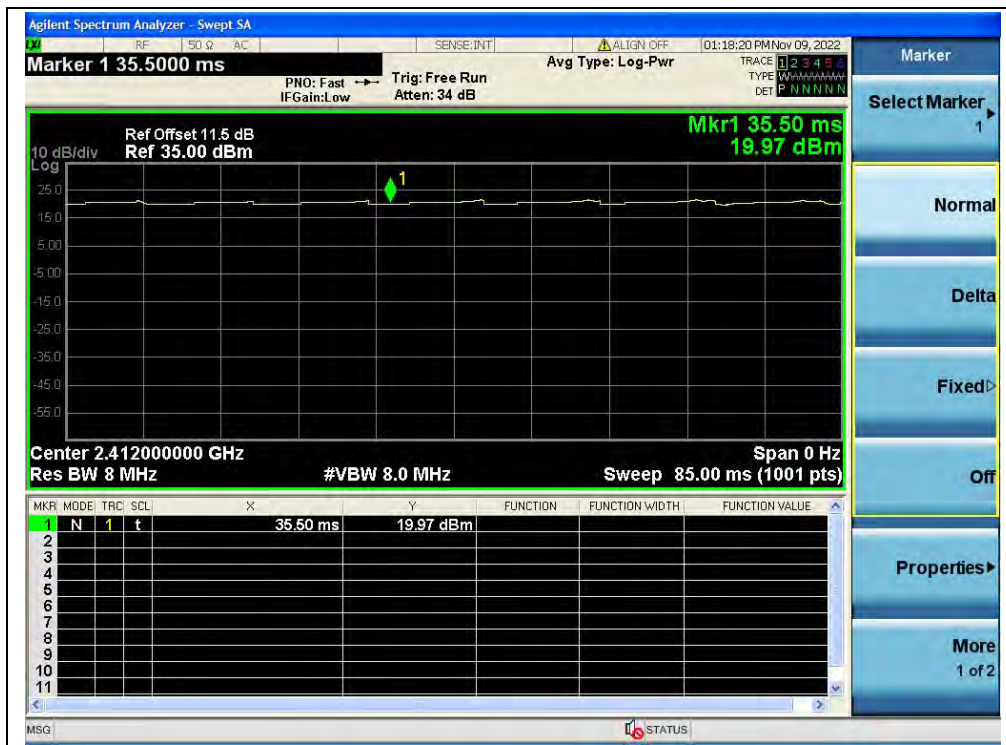 Agilent Spectrum Analyzer - Swept SA
LXI RF 50 Ω AC SENSE:INT ALIGN OFF 01:18:20 PM Nov 09, 2022
Marker 1 35.5000 ms
PNO: Fast
IFGain:Low
Trig: Free Run
Atten: 34 dB
Avg Type: Log-Pwr
TRACE 1 2 3 4 5 6
TYPE
DET P N N N N N
Marker
Select Marker
1
Normal
Delta
Fixed
Off
Properties
More
1 of 2
Mkr1 35.50 ms
19.97 dBm
Ref Offset 11.5 dB
Ref 35.00 dBm
10 dB/div
Log
1
25.0
15.0
5.00
-5.00
-15.0
-25.0
-35.0
-45.0
-55.0
Center 2.412000000 GHz Span 0 Hz
Res BW 8 MHz #VBW 8.0 MHz Sweep 85.00 ms (1001 pts)
MKR MODE TRC SCL X Y FUNCTION FUNCTION WIDTH FUNCTION VALUE
1 N 1 t 35.50 ms 19.97 dBm
2
3
4
5
6
7
8
9
10
11
MSG STATUS